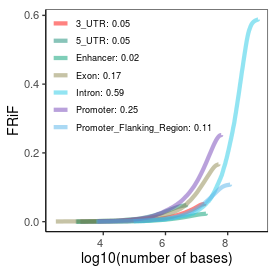 3_UTR: 0.05
5_UTR: 0.05
Enhancer: 0.02
Exon: 0.17
Intron: 0.59
Promoter: 0.25
Promoter_Flanking_Region: 0.11
FRiF
0.6
0.4
0.2
0.0
4
6
8
log10(number of bases)